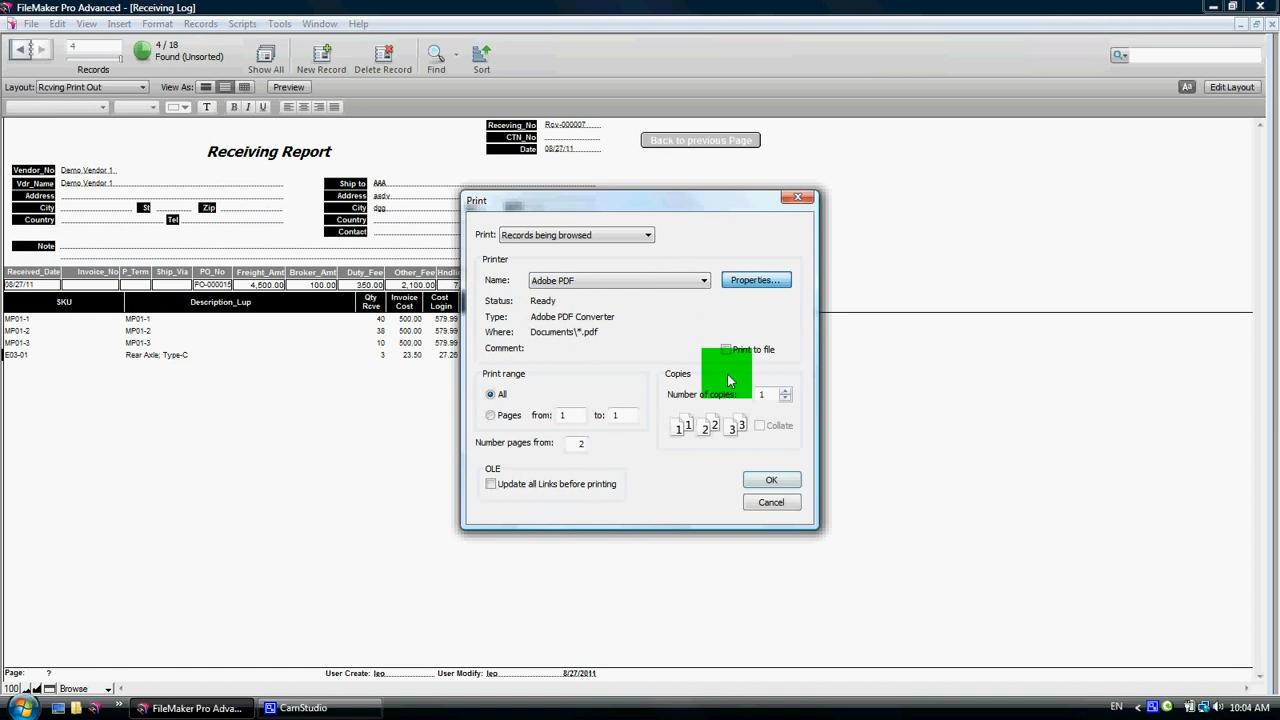 FileMaker Pro Advanced - [Receiving Log]
File Edit View Insert Format Records Scripts Tools Window Help
4
4 / 18
Found (Unsorted)
Records
Show All New Record Delete Record Find Sort
Layout: Rcving Print Out View As: Preview Aa Edit Layout
T B I U
Receving_No Rcv-000007
CTN_No
Date 08/27/11
Back to previous Page
Receiving Report
Vendor_No Demo Vendor 1
Vdr_Name Demo Vendor 1
Address
City St Zip
Country Tel
Note
Ship to AAA
Address asdv
City dgg
Country
Contact
Received_Date Invoice_No P_Term Ship_Via PO_No Freight_Amt Broker_Amt Duty_Fee Other_Fee
08/27/11 PO-000015 4,500.00 100.00 350.00 2,100.00
SKU Description_Lup Qty Rcve Invoice Cost Cost Login
MP01-1 MP01-1 40 500.00 579.99
MP01-2 MP01-2 38 500.00 579.99
MP01-3 MP01-3 10 500.00 579.99
E03-01 Rear Axle; Type-C 3 23.50 27.26
Print
Print: Records being browsed
Printer
Name: Adobe PDF Properties...
Status: Ready
Type: Adobe PDF Converter
Where: Documents\*.pdf
Comment: Print to file
Print range
All
Pages from: 1 to: 1
Number pages from: 2
Copies
Number of copies: 1
1 1 2 2 3 3 Collate
OLE
Update all Links before printing
OK
Cancel
Page: ? User Create: leo User Modify: leo 8/27/2011
100 Browse
FileMaker Pro Advanc... CamStudio EN 10:04 AM